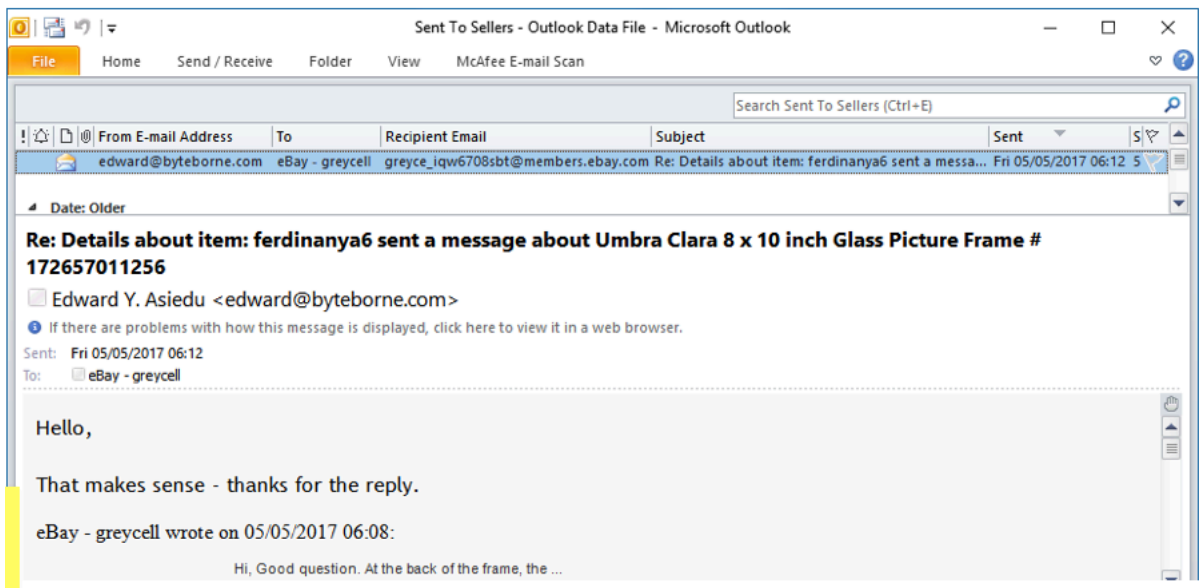 Sent To Sellers - Outlook Data File - Microsoft Outlook
File Home Send / Receive Folder View McAfee E-mail Scan
Search Sent To Sellers (Ctrl+E)
From E-mail Address To Recipient Email Subject Sent S
edward@byteborne.com eBay - greycell greyce_iqw6708sbt@members.ebay.com Re: Details about item: ferdinanya6 sent a messa... Fri 05/05/2017 06:12 5
Date: Older
Re: Details about item: ferdinanya6 sent a message about Umbra Clara 8 x 10 inch Glass Picture Frame #
172657011256
Edward Y. Asiedu <edward@byteborne.com>
If there are problems with how this message is displayed, click here to view it in a web browser.
Sent: Fri 05/05/2017 06:12
To: eBay - greycell
Hello,
That makes sense - thanks for the reply.
eBay - greycell wrote on 05/05/2017 06:08:
Hi, Good question. At the back of the frame, the ...